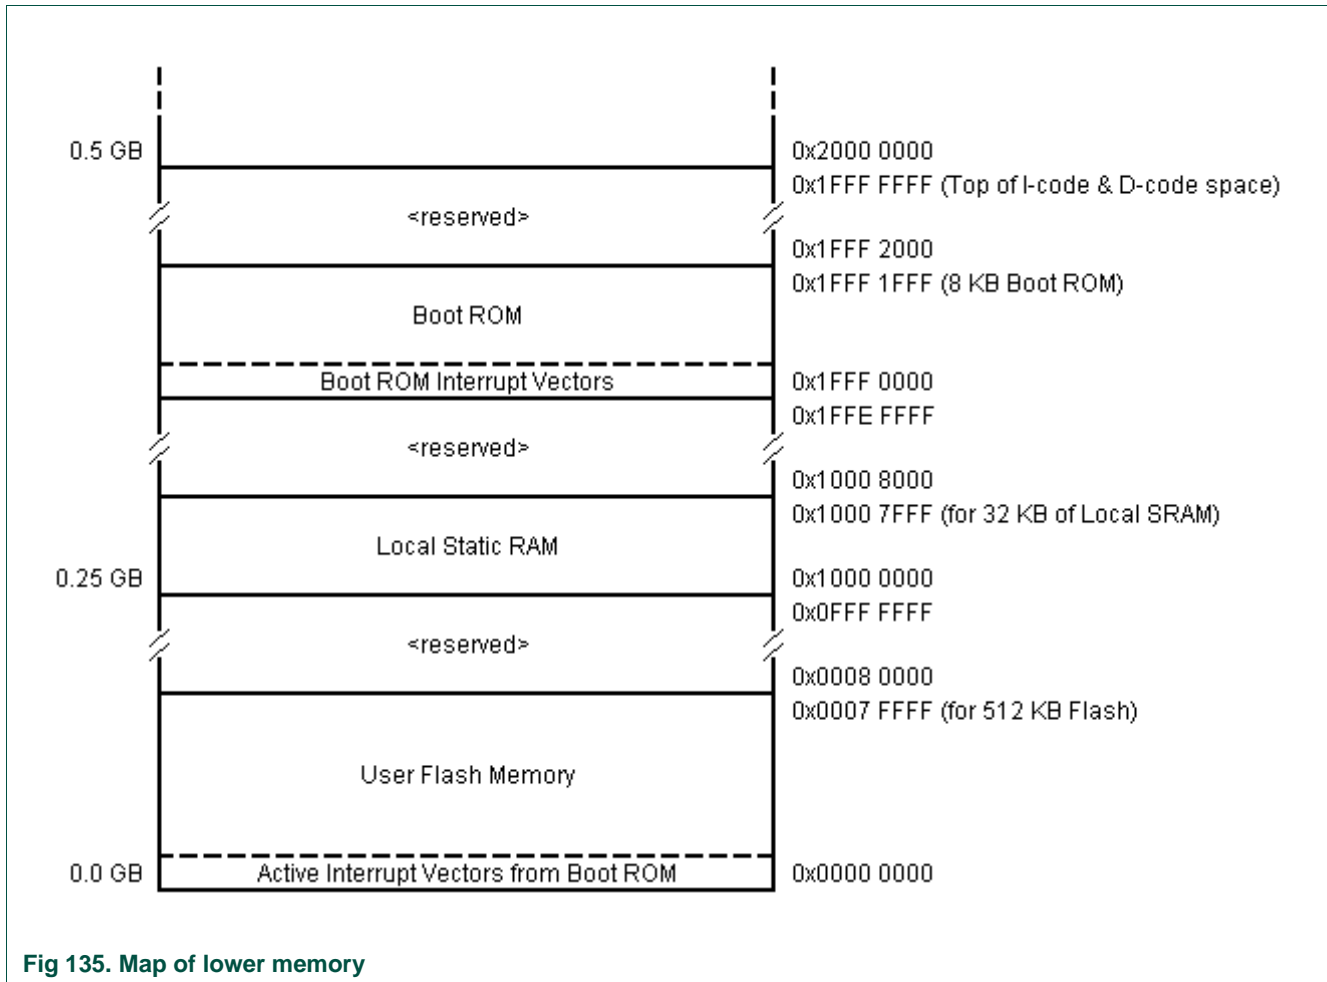 0.5 GB
0x2000 0000
0x1FFF FFFF (Top of I-code & D-code space)
<reserved>
0x1FFF 2000
0x1FFF 1FFF (8 KB Boot ROM)
Boot ROM
Boot ROM Interrupt Vectors
0x1FFF 0000
0x1FFE FFFF
<reserved>
0x1000 8000
0x1000 7FFF (for 32 KB of Local SRAM)
Local Static RAM
0.25 GB
0x1000 0000
0x0FFF FFFF
<reserved>
0x0008 0000
0x0007 FFFF (for 512 KB Flash)
User Flash Memory
0.0 GB
Active Interrupt Vectors from Boot ROM
0x0000 0000
Fig 135. Map of lower memory